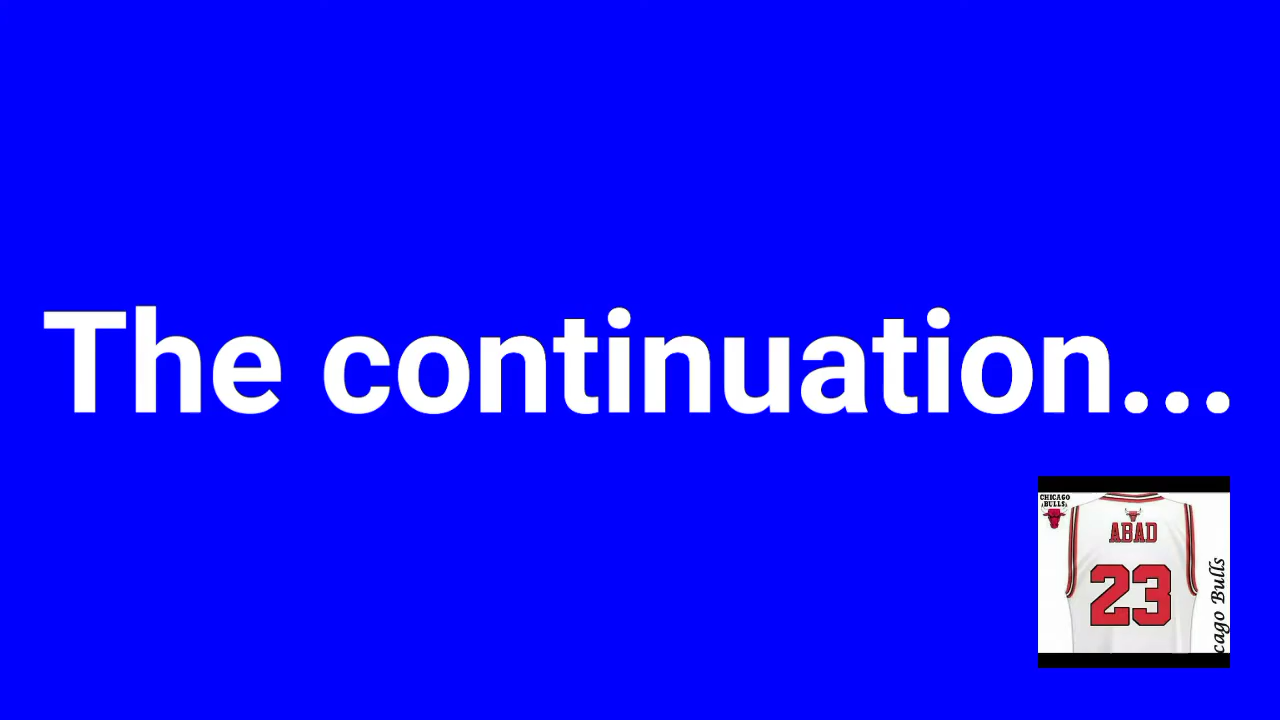 The continuation...
CHICAGO
BULLS
ABAD
23
cago Bulls